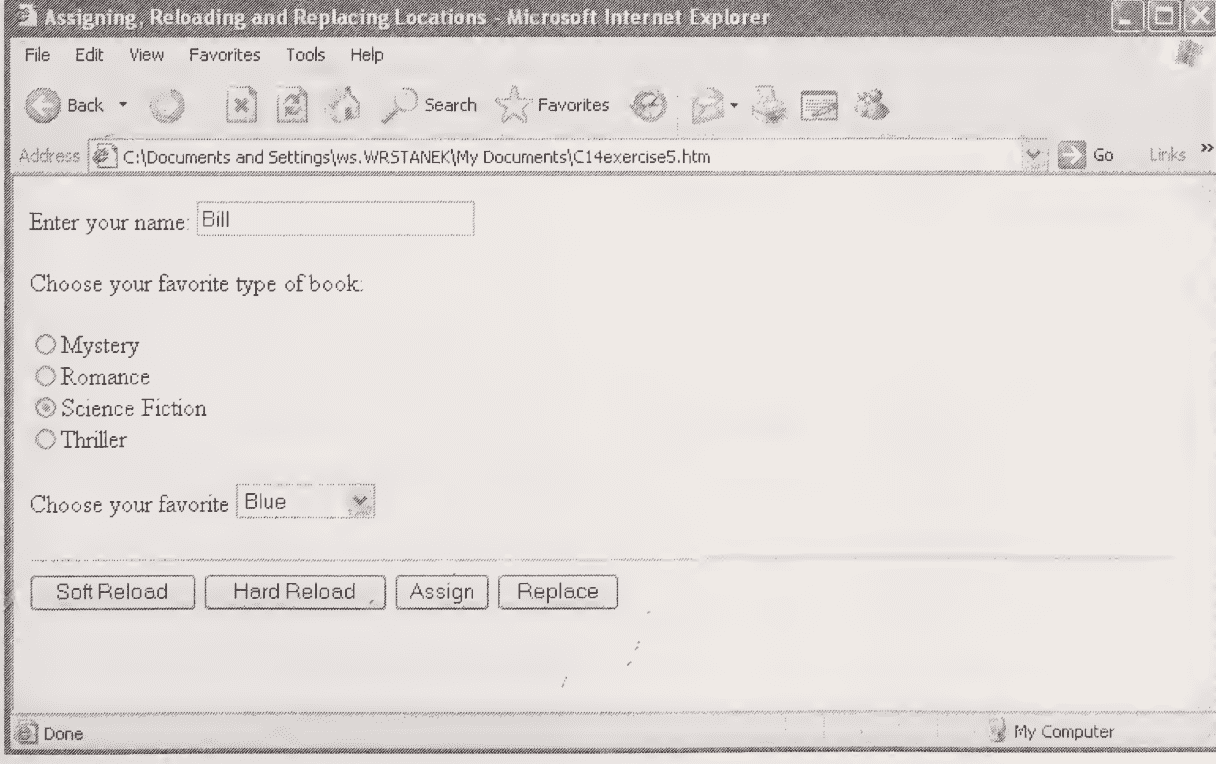 Assigning, Reloading and Replacing Locations - Microsoft Internet Explorer
File Edit View Favorites Tools Help
Back Search Favorites
Address C:\Documents and Settings\ws.WRSTANEK\My Documents\C14exercise5.htm Go Links »
Enter your name: Bill
Choose your favorite type of book:
Mystery
Romance
Science Fiction
Thriller
Choose your favorite Blue
Soft Reload Hard Reload Assign Replace
Done My Computer